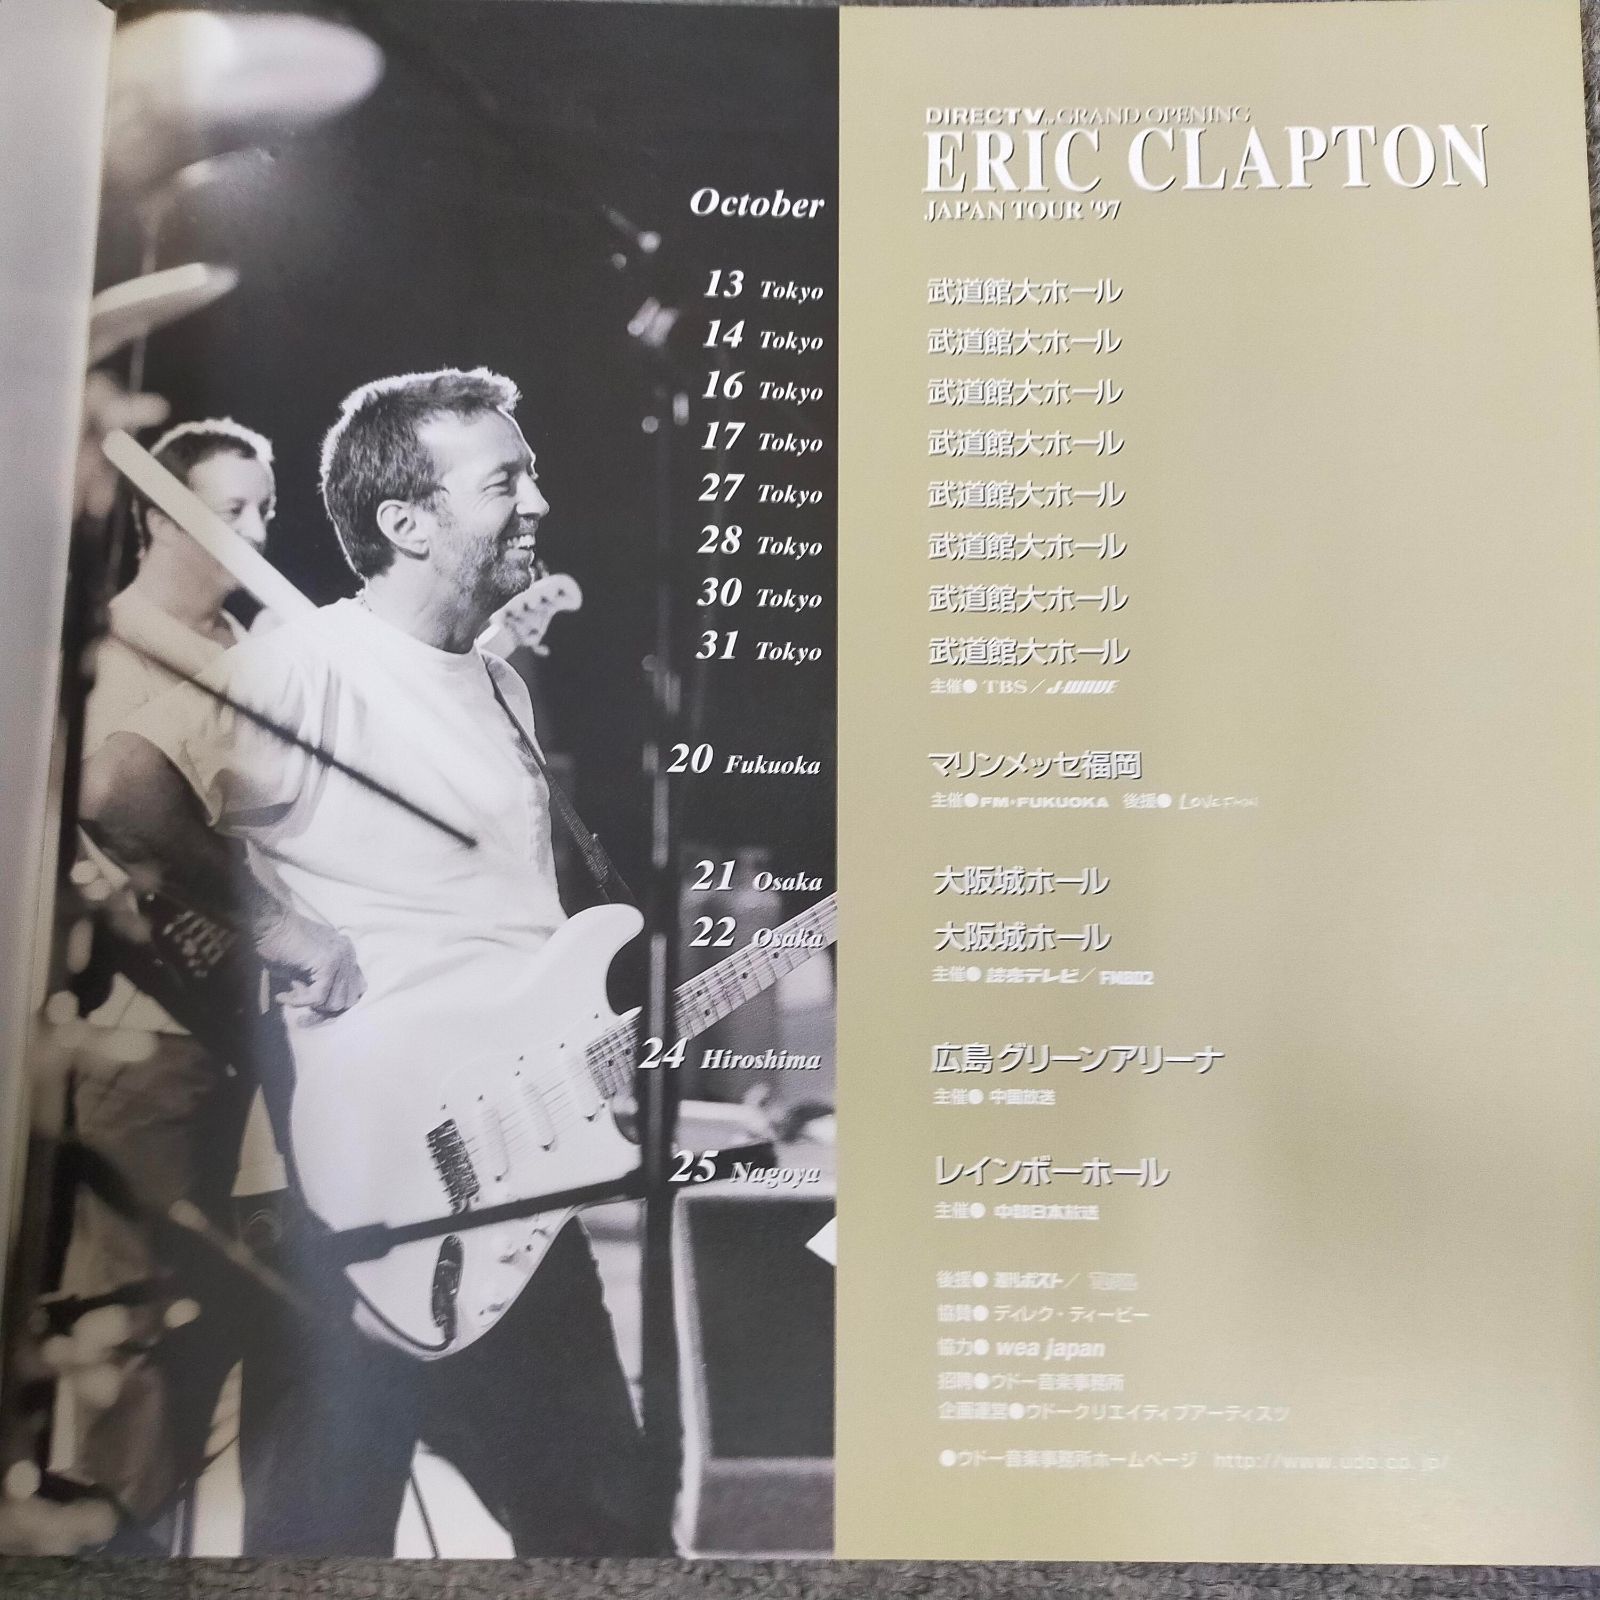 DIRECTV GRAND OPENING
ERIC CLAPTON
JAPAN TOUR '97
October
13 Tokyo 武道館大ホール
14 Tokyo 武道館大ホール
16 Tokyo 武道館大ホール
17 Tokyo 武道館大ホール
27 Tokyo 武道館大ホール
28 Tokyo 武道館大ホール
30 Tokyo 武道館大ホール
31 Tokyo 武道館大ホール
主催●TBS／J-WAVE
20 Fukuoka マリンメッセ福岡
主催●FM・FUKUOKA 後援● LOVE FM
21 Osaka 大阪城ホール
22 Osaka 大阪城ホール
主催●読売テレビ／FM802
24 Hiroshima 広島グリーンアリーナ
主催●中国放送
25 Nagoya レインボーホール
主催●中部日本放送
後援●週刊ポスト／
協賛●ディレク・ティービー
協力●wea japan
招聘●ウドー音楽事務所
企画運営●ウドークリエイティブアーティスツ
●ウドー音楽事務所ホームページ http://www.udo.co.jp/